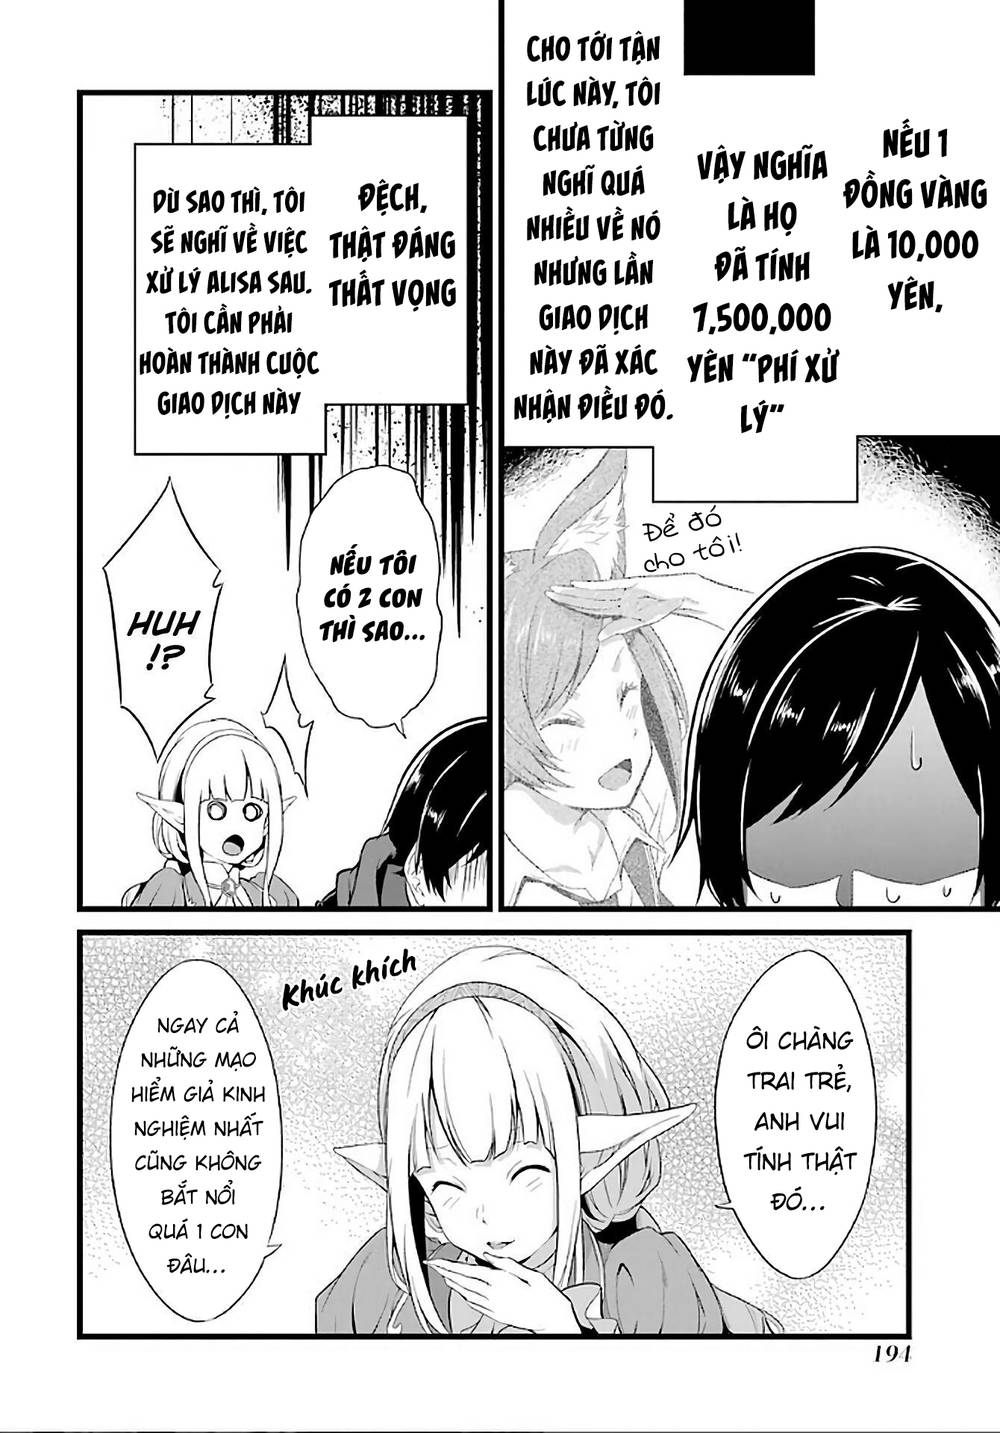 NẾU 1
ĐỒNG VÀNG
LÀ 10,000
YÊN,
VẬY NGHĨA
LÀ HỌ
ĐÃ TÍNH
7,500,000
YÊN “PHÍ XỬ
LÝ”
CHO TỚI TẬN
LÚC NÀY, TÔI
CHƯA TỪNG
NGHĨ QUÁ
NHIỀU VỀ NÓ
NHƯNG LẦN
GIAO DỊCH
NÀY ĐÃ XÁC
NHẬN ĐIỀU ĐÓ.
Để đó
cho tôi!
ĐỆCH,
THẬT ĐÁNG
THẤT VỌNG
DÙ SAO THÌ, TÔI
SẼ NGHĨ VỀ VIỆC
XỬ LÝ ALISA SAU.
TÔI CẦN PHẢI
HOÀN THÀNH CUỘC
GIAO DỊCH NÀY
NẾU TÔI
CÓ 2 CON
THÌ SAO...
HUH
!?
ÔI CHÀNG
TRAI TRẺ,
ANH VUI
TÍNH THẬT
ĐÓ...
Khúc khích
NGAY CẢ
NHỮNG MẠO
HIỂM GIẢ KINH
NGHIỆM NHẤT
CŨNG KHÔNG
BẮT NỔI
QUÁ 1 CON
ĐÂU...
194